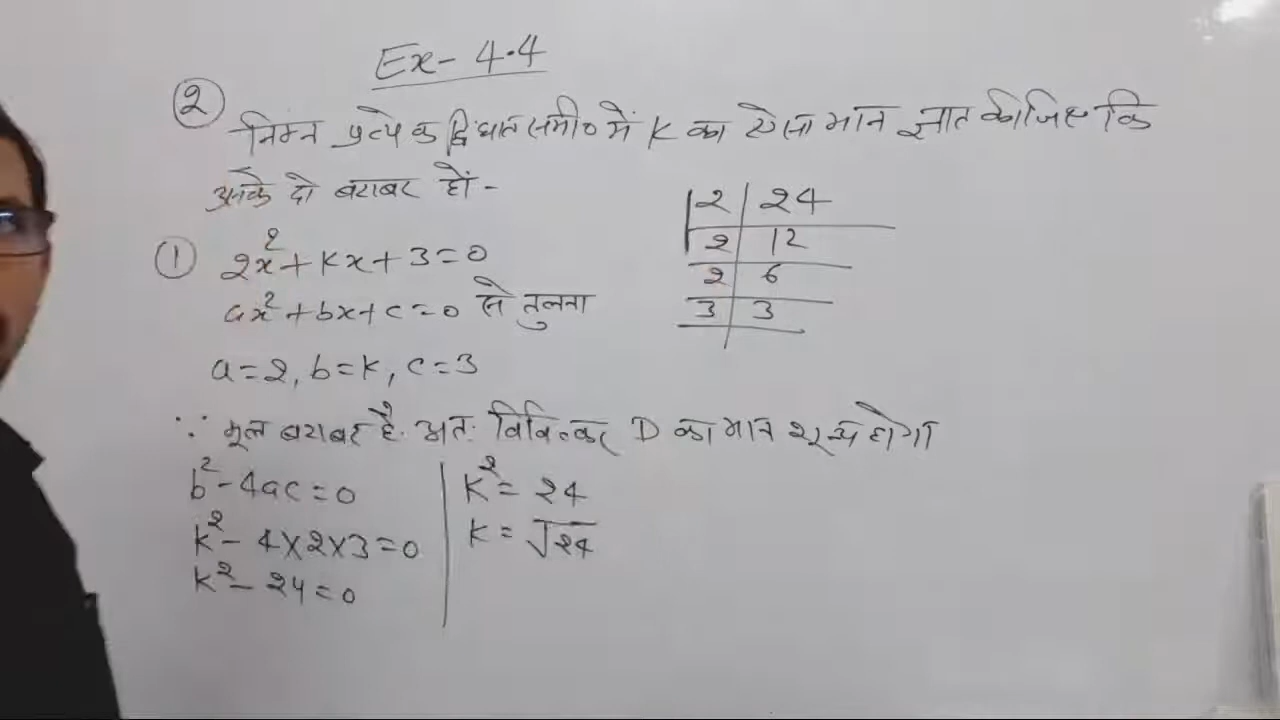 Ex- 4.4
② निम्न प्रत्येक द्विघात समी० में K का ऐसा मान ज्ञात कीजिए कि
उनके दो बराबर हों -
① 2x²+kx+3=0
ax²+bx+c=0 से तुलना
a=2, b=k, c=3
∵ मूल बराबर है. अतः विविक्तकर D का मान शून्य होगा
b²-4ac=0
k²- 4×2×3=0
k²- 24=0
k²= 24
k= √24
2 | 24
2 | 12
2 | 6
3 | 3